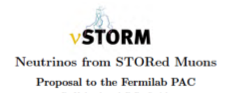 νSTORM
Neutrinos from STORed Muons
Proposal to the Fermilab PAC